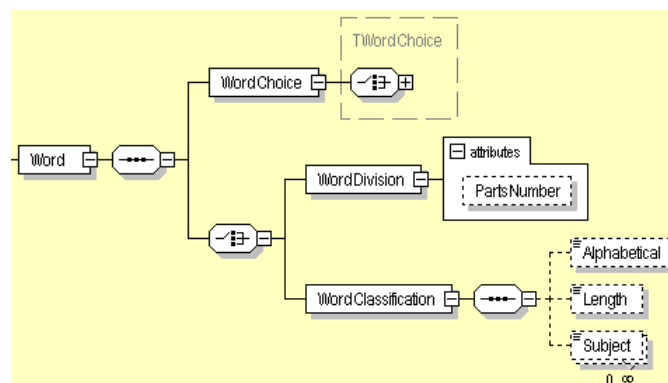 TWordChoice
WordChoice
Word
attributes
WordDivision
PartsNumber
Alphabetical
WordClassification
Length
Subject
0..∞